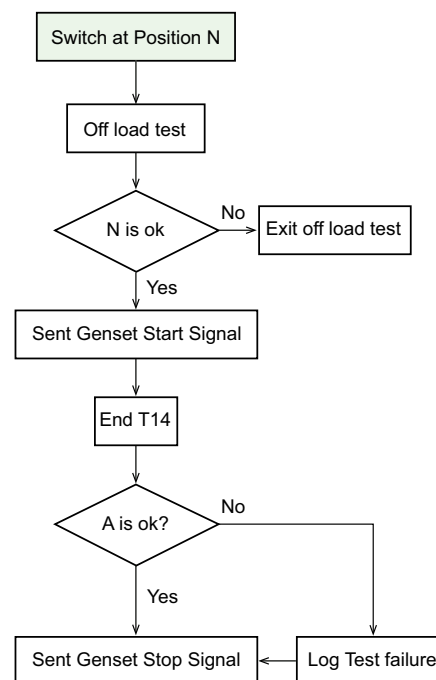 Switch at Position N
Off load test
N is ok
No
Exit off load test
Yes
Sent Genset Start Signal
End T14
A is ok?
No
Yes
Sent Genset Stop Signal
Log Test failure